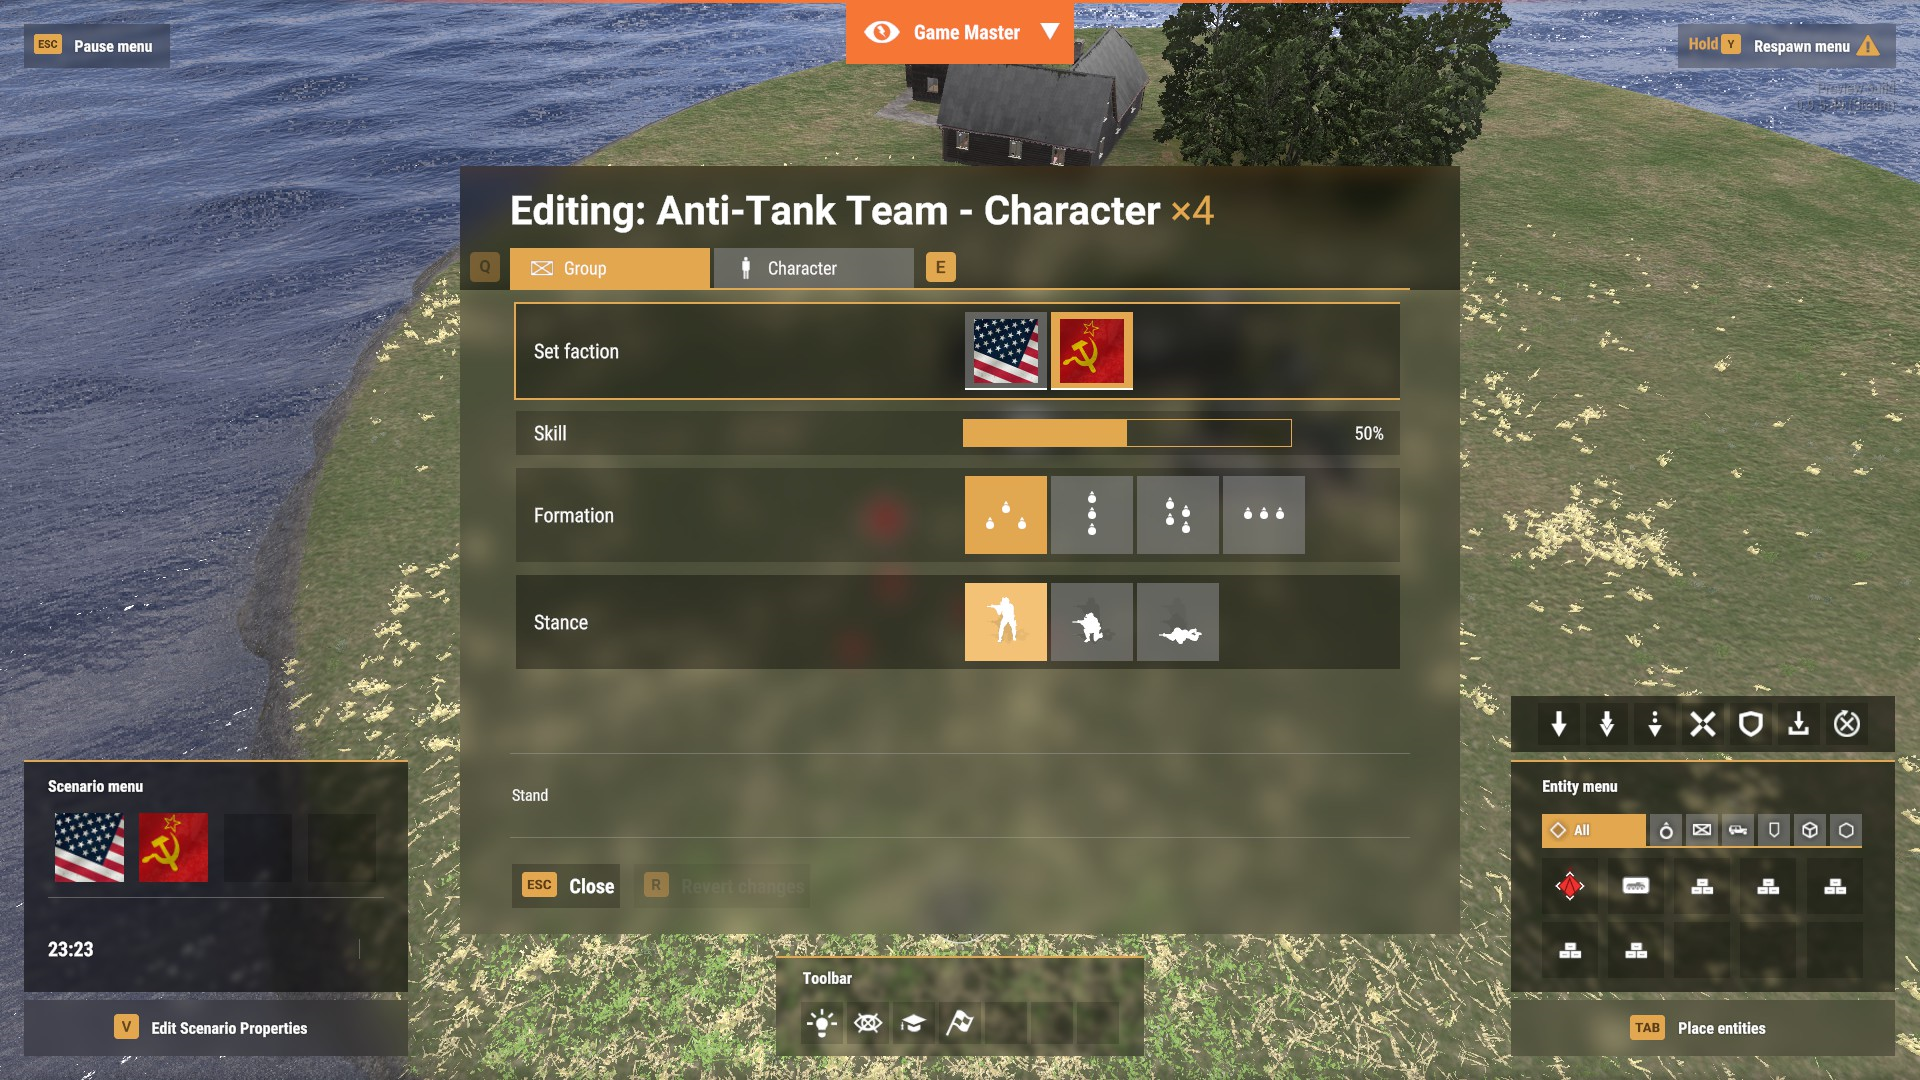 ESC Pause menu
Game Master
Hold Y Respawn menu
Editing: Anti-Tank Team - Character ×4
Q Group Character E
Set faction
Skill 50%
Formation
Stance
Stand
ESC Close R Revert changes
Scenario menu
23:23
V Edit Scenario Properties
Toolbar
Entity menu
All
TAB Place entities